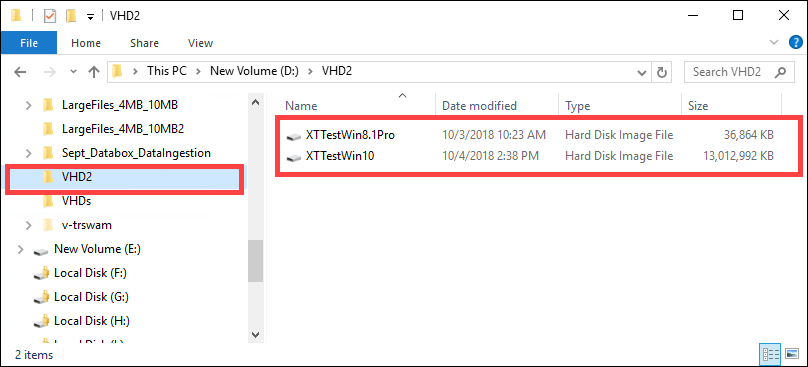 VHD2
File Home Share View
This PC > New Volume (D:) > VHD2
Search VHD2
LargeFiles_4MB_10MB
LargeFiles_4MB_10MB2
Sept_Databox_DataIngestion
VHD2
VHDs
v-trswam
New Volume (E:)
Local Disk (F:)
Local Disk (G:)
Local Disk (H:)
Name Date modified Type Size
XTTestWin8.1Pro 10/3/2018 10:23 AM Hard Disk Image File 36,864 KB
XTTestWin10 10/4/2018 2:38 PM Hard Disk Image File 13,012,992 KB
2 items